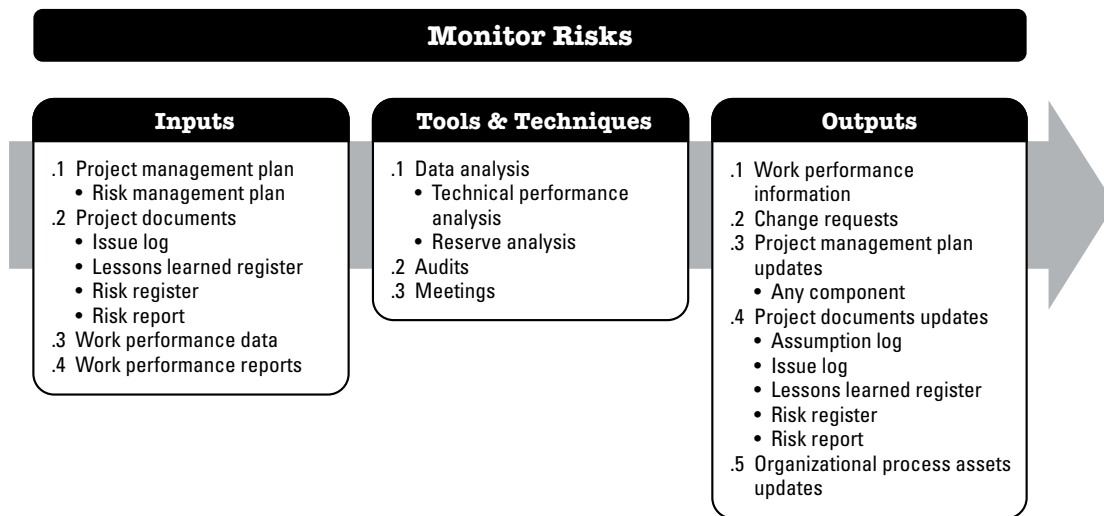 Monitor Risks
Inputs
.1 Project management plan
• Risk management plan
.2 Project documents
• Issue log
• Lessons learned register
• Risk register
• Risk report
.3 Work performance data
.4 Work performance reports
Tools & Techniques
.1 Data analysis
• Technical performance
analysis
• Reserve analysis
.2 Audits
.3 Meetings
Outputs
.1 Work performance
information
.2 Change requests
.3 Project management plan
updates
• Any component
.4 Project documents updates
• Assumption log
• Issue log
• Lessons learned register
• Risk register
• Risk report
.5 Organizational process assets
updates